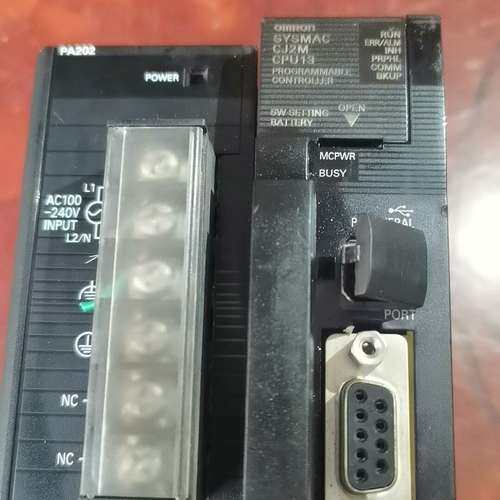 PA202
POWER
L1
AC100
-240V
INPUT
L2/N
NC
NC
omron
SYSMAC
CJ2M
CPU13
PROGRAMMABLE
CONTROLLER
RUN
ERR/ALM
INH
PRPHL
COMM
BKUP
SW SETTING
BATTERY
OPEN
MCPWR
BUSY
PORT